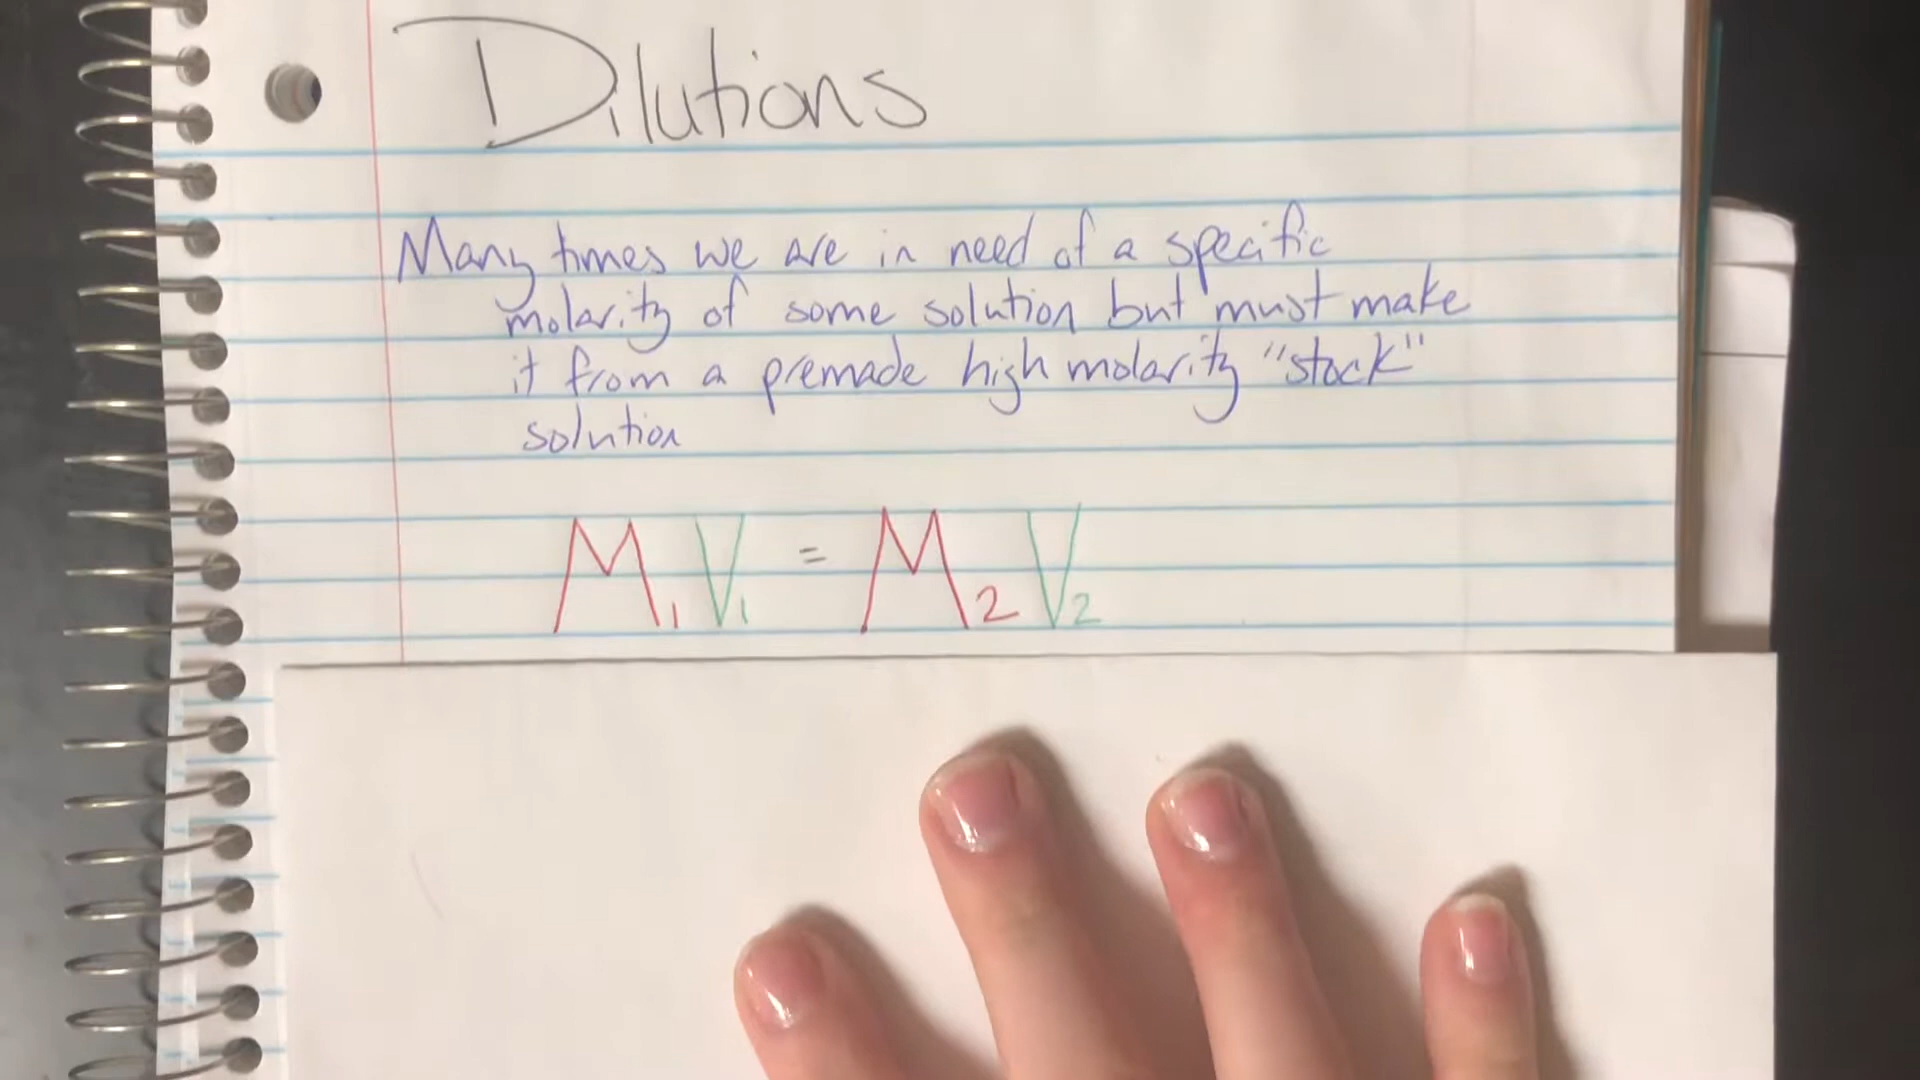 Dilutions
Many times we are in need of a specific
molarity of some solution but must make
it from a premade high molarity "stock"
solution
M₁V₁ = M₂V₂